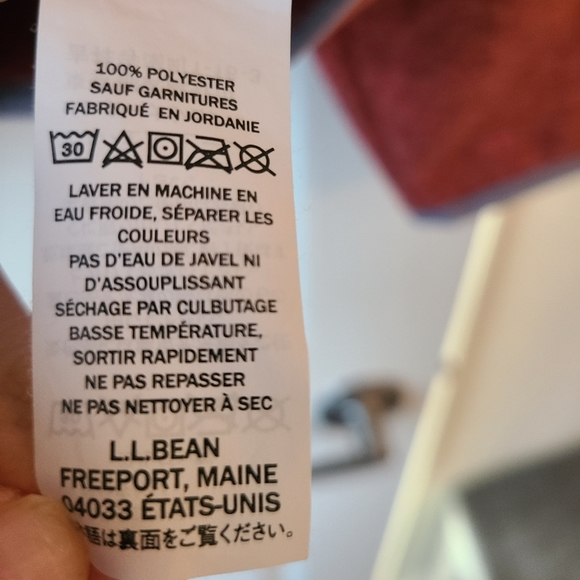 100% POLYESTER
SAUF GARNITURES
FABRIQUÉ EN JORDANIE
30
LAVER EN MACHINE EN
EAU FROIDE, SÉPARER LES
COULEURS
PAS D'EAU DE JAVEL NI
D'ASSOUPLISSANT
SÉCHAGE PAR CULBUTAGE
BASSE TEMPÉRATURE,
SORTIR RAPIDEMENT
NE PAS REPASSER
NE PAS NETTOYER À SEC
L.L.BEAN
FREEPORT, MAINE
04033 ÉTATS-UNIS
語は裏面をご覧ください。